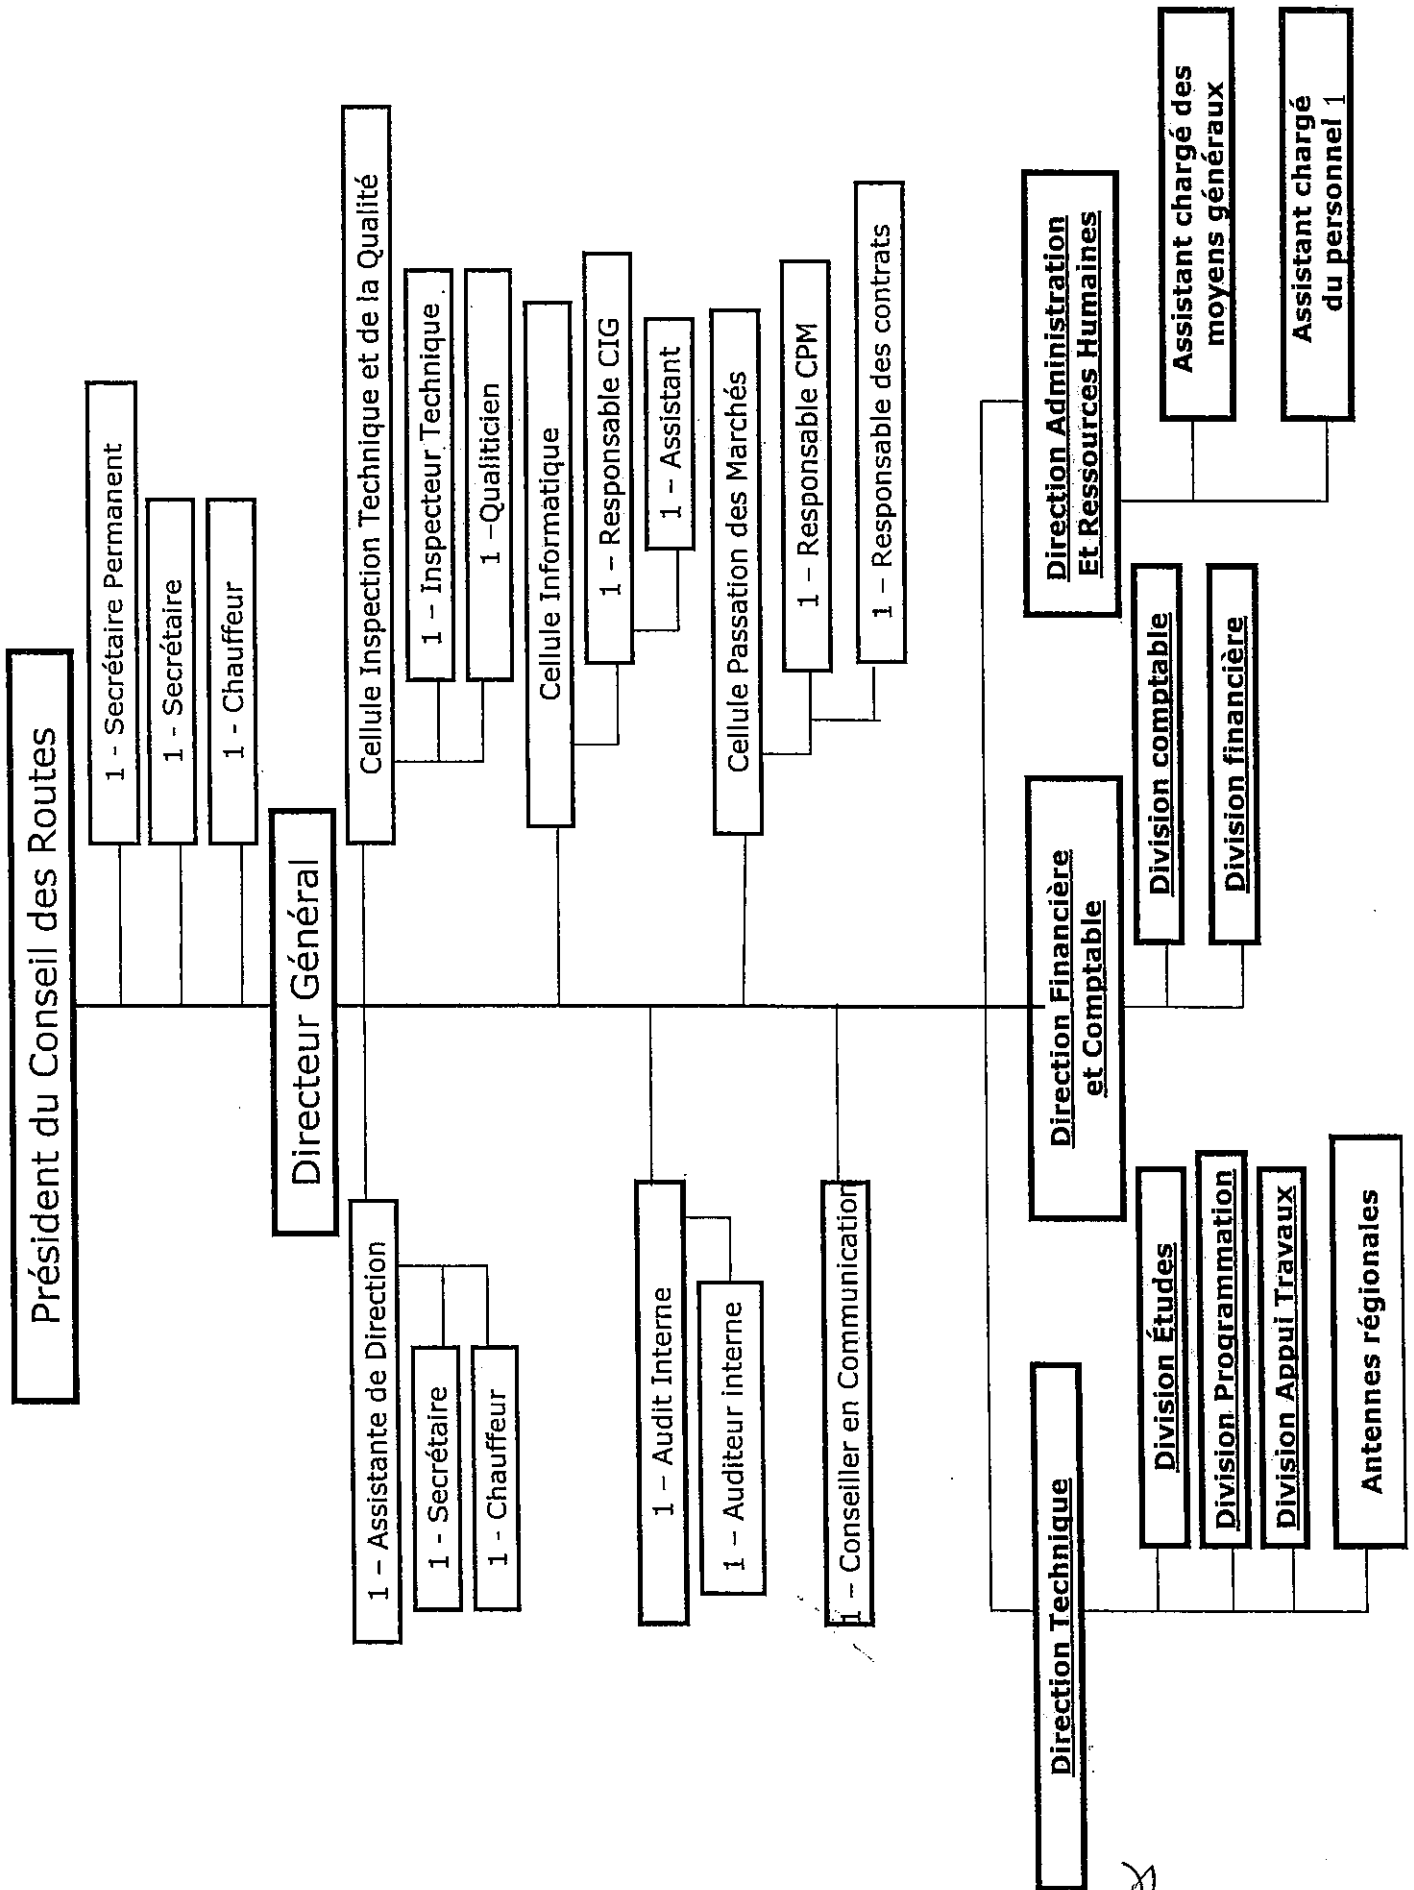 Président du Conseil des Routes
1 - Secrétaire Permanent
1 - Secrétaire
1 - Chauffeur
Directeur Général
1 – Assistante de Direction
1 - Secrétaire
1 - Chauffeur
Cellule Inspection Technique et de la Qualité
1 – Inspecteur Technique
1 –Qualiticien
Cellule Informatique
1 – Responsable CIG
1 – Assistant
1 – Audit Interne
1 – Auditeur interne
Cellule Passation des Marchés
1 – Responsable CPM
1 – Responsable des contrats
1 – Conseiller en Communication
Direction Technique
Division Études
Division Programmation
Division Appui Travaux
Antennes régionales
Direction Financière
et Comptable
Division comptable
Division financière
Direction Administration
Et Ressources Humaines
Assistant chargé des
moyens généraux
Assistant chargé
du personnel 1